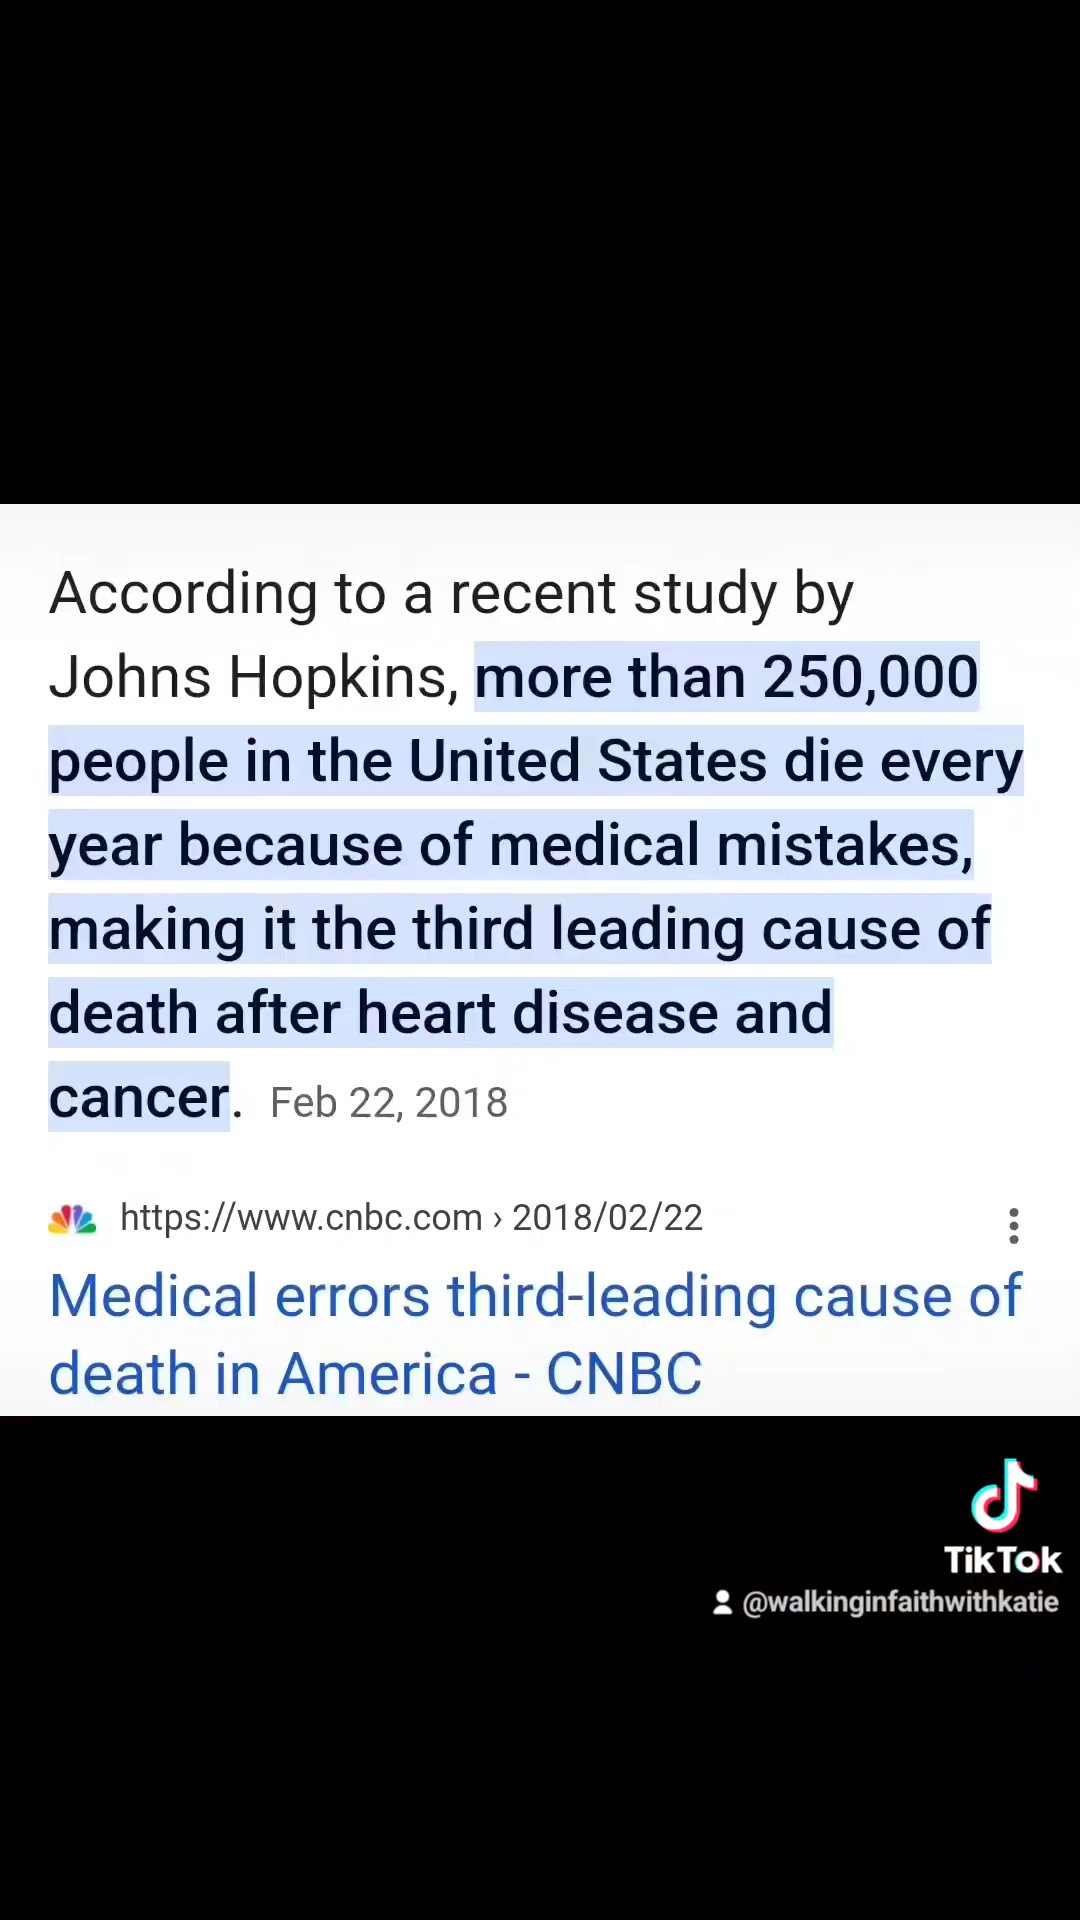 According to a recent study by
Johns Hopkins, more than 250,000
people in the United States die every
year because of medical mistakes,
making it the third leading cause of
death after heart disease and
cancer. Feb 22, 2018
https://www.cnbc.com › 2018/02/22
Medical errors third-leading cause of
death in America - CNBC
TikTok
@walkinginfaithwithkatie